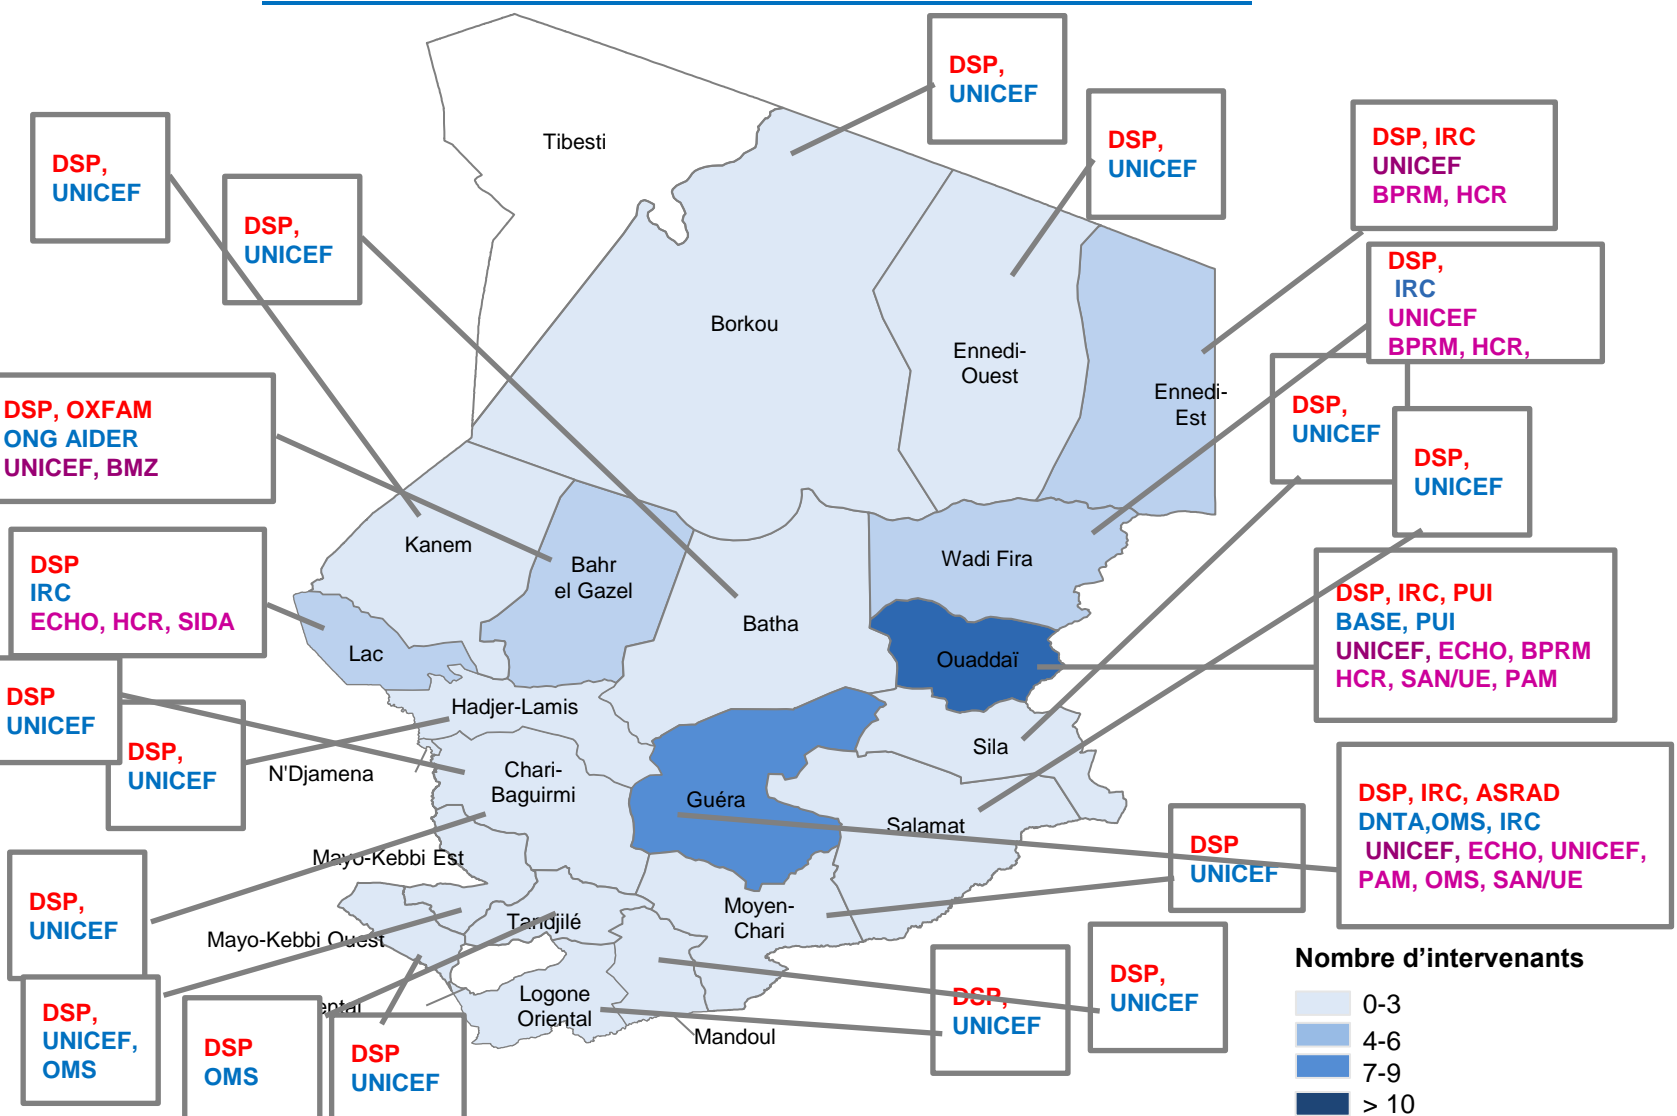 DSP,
UNICEF
DSP,
UNICEF
DSP,
UNICEF
DSP,
UNICEF
DSP, IRC
UNICEF
BPRM, HCR
DSP,
IRC
UNICEF
BPRM, HCR,
DSP,
UNICEF
DSP,
UNICEF
DSP, OXFAM
ONG AIDER
UNICEF, BMZ
DSP
IRC
ECHO, HCR, SIDA
DSP
UNICEF
DSP,
UNICEF
DSP, IRC, PUI
BASE, PUI
UNICEF, ECHO, BPRM
HCR, SAN/UE, PAM
DSP, IRC, ASRAD
DNTA,OMS, IRC
UNICEF, ECHO, UNICEF,
PAM, OMS, SAN/UE
DSP
UNICEF
DSP,
UNICEF
DSP,
UNICEF,
OMS
DSP
OMS
DSP
UNICEF
DSP,
UNICEF
DSP,
UNICEF
Tibesti
Borkou
Ennedi-
Ouest
Ennedi-
Est
Kanem
Bahr
el Gazel
Batha
Wadi Fira
Ouaddaï
Lac
Hadjer-Lamis
N'Djamena
Chari-
Baguirmi
Guéra
Sila
Salamat
Mayo-Kebbi Est
Mayo-Kebbi Ouest
Tandjilé
Moyen-
Chari
ental
Logone
Oriental
Mandoul
Nombre d’intervenants
0-3
4-6
7-9
> 10